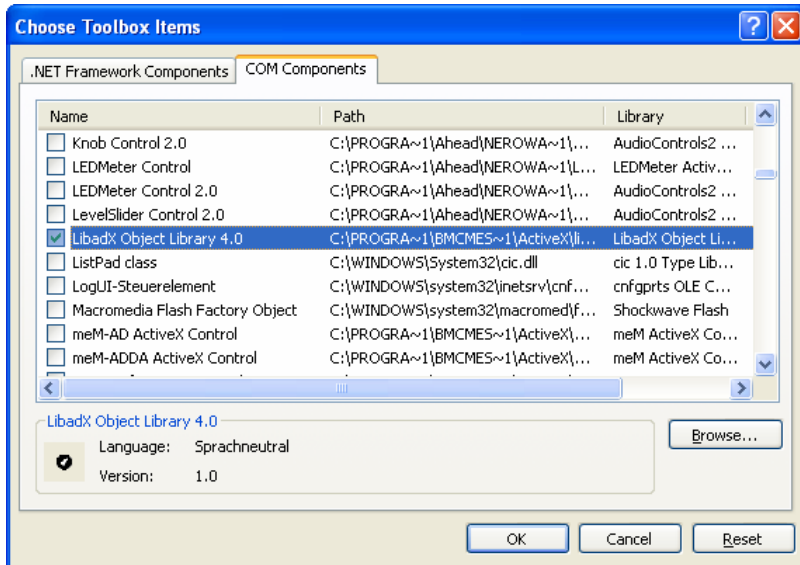 Choose Toolbox Items
.NET Framework Components COM Components
Name Path Library
Knob Control 2.0 C:\PROGRA~1\Ahead\NEROWA~1\... AudioControls2 ...
LEDMeter Control C:\PROGRA~1\Ahead\NEROWA~1\L... LEDMeter Activ...
LEDMeter Control 2.0 C:\PROGRA~1\Ahead\NEROWA~1\... AudioControls2 ...
LevelSlider Control 2.0 C:\PROGRA~1\Ahead\NEROWA~1\... AudioControls2 ...
LibadX Object Library 4.0 C:\PROGRA~1\BMCMES~1\ActiveX\li... LibadX Object Li...
ListPad class C:\WINDOWS\System32\cic.dll cic 1.0 Type Lib...
LogUI-Steuerelement C:\WINDOWS\system32\inetsrv\cnf... cnfgprts OLE C...
Macromedia Flash Factory Object C:\WINDOWS\system32\macromed\f... Shockwave Flash
meM-AD ActiveX Control C:\PROGRA~1\BMCMES~1\ActiveX\... meM ActiveX Co...
meM-ADDA ActiveX Control C:\PROGRA~1\BMCMES~1\ActiveX\... meM ActiveX Co...
LibadX Object Library 4.0
Browse...
Language: Sprachneutral
Version: 1.0
OK Cancel Reset